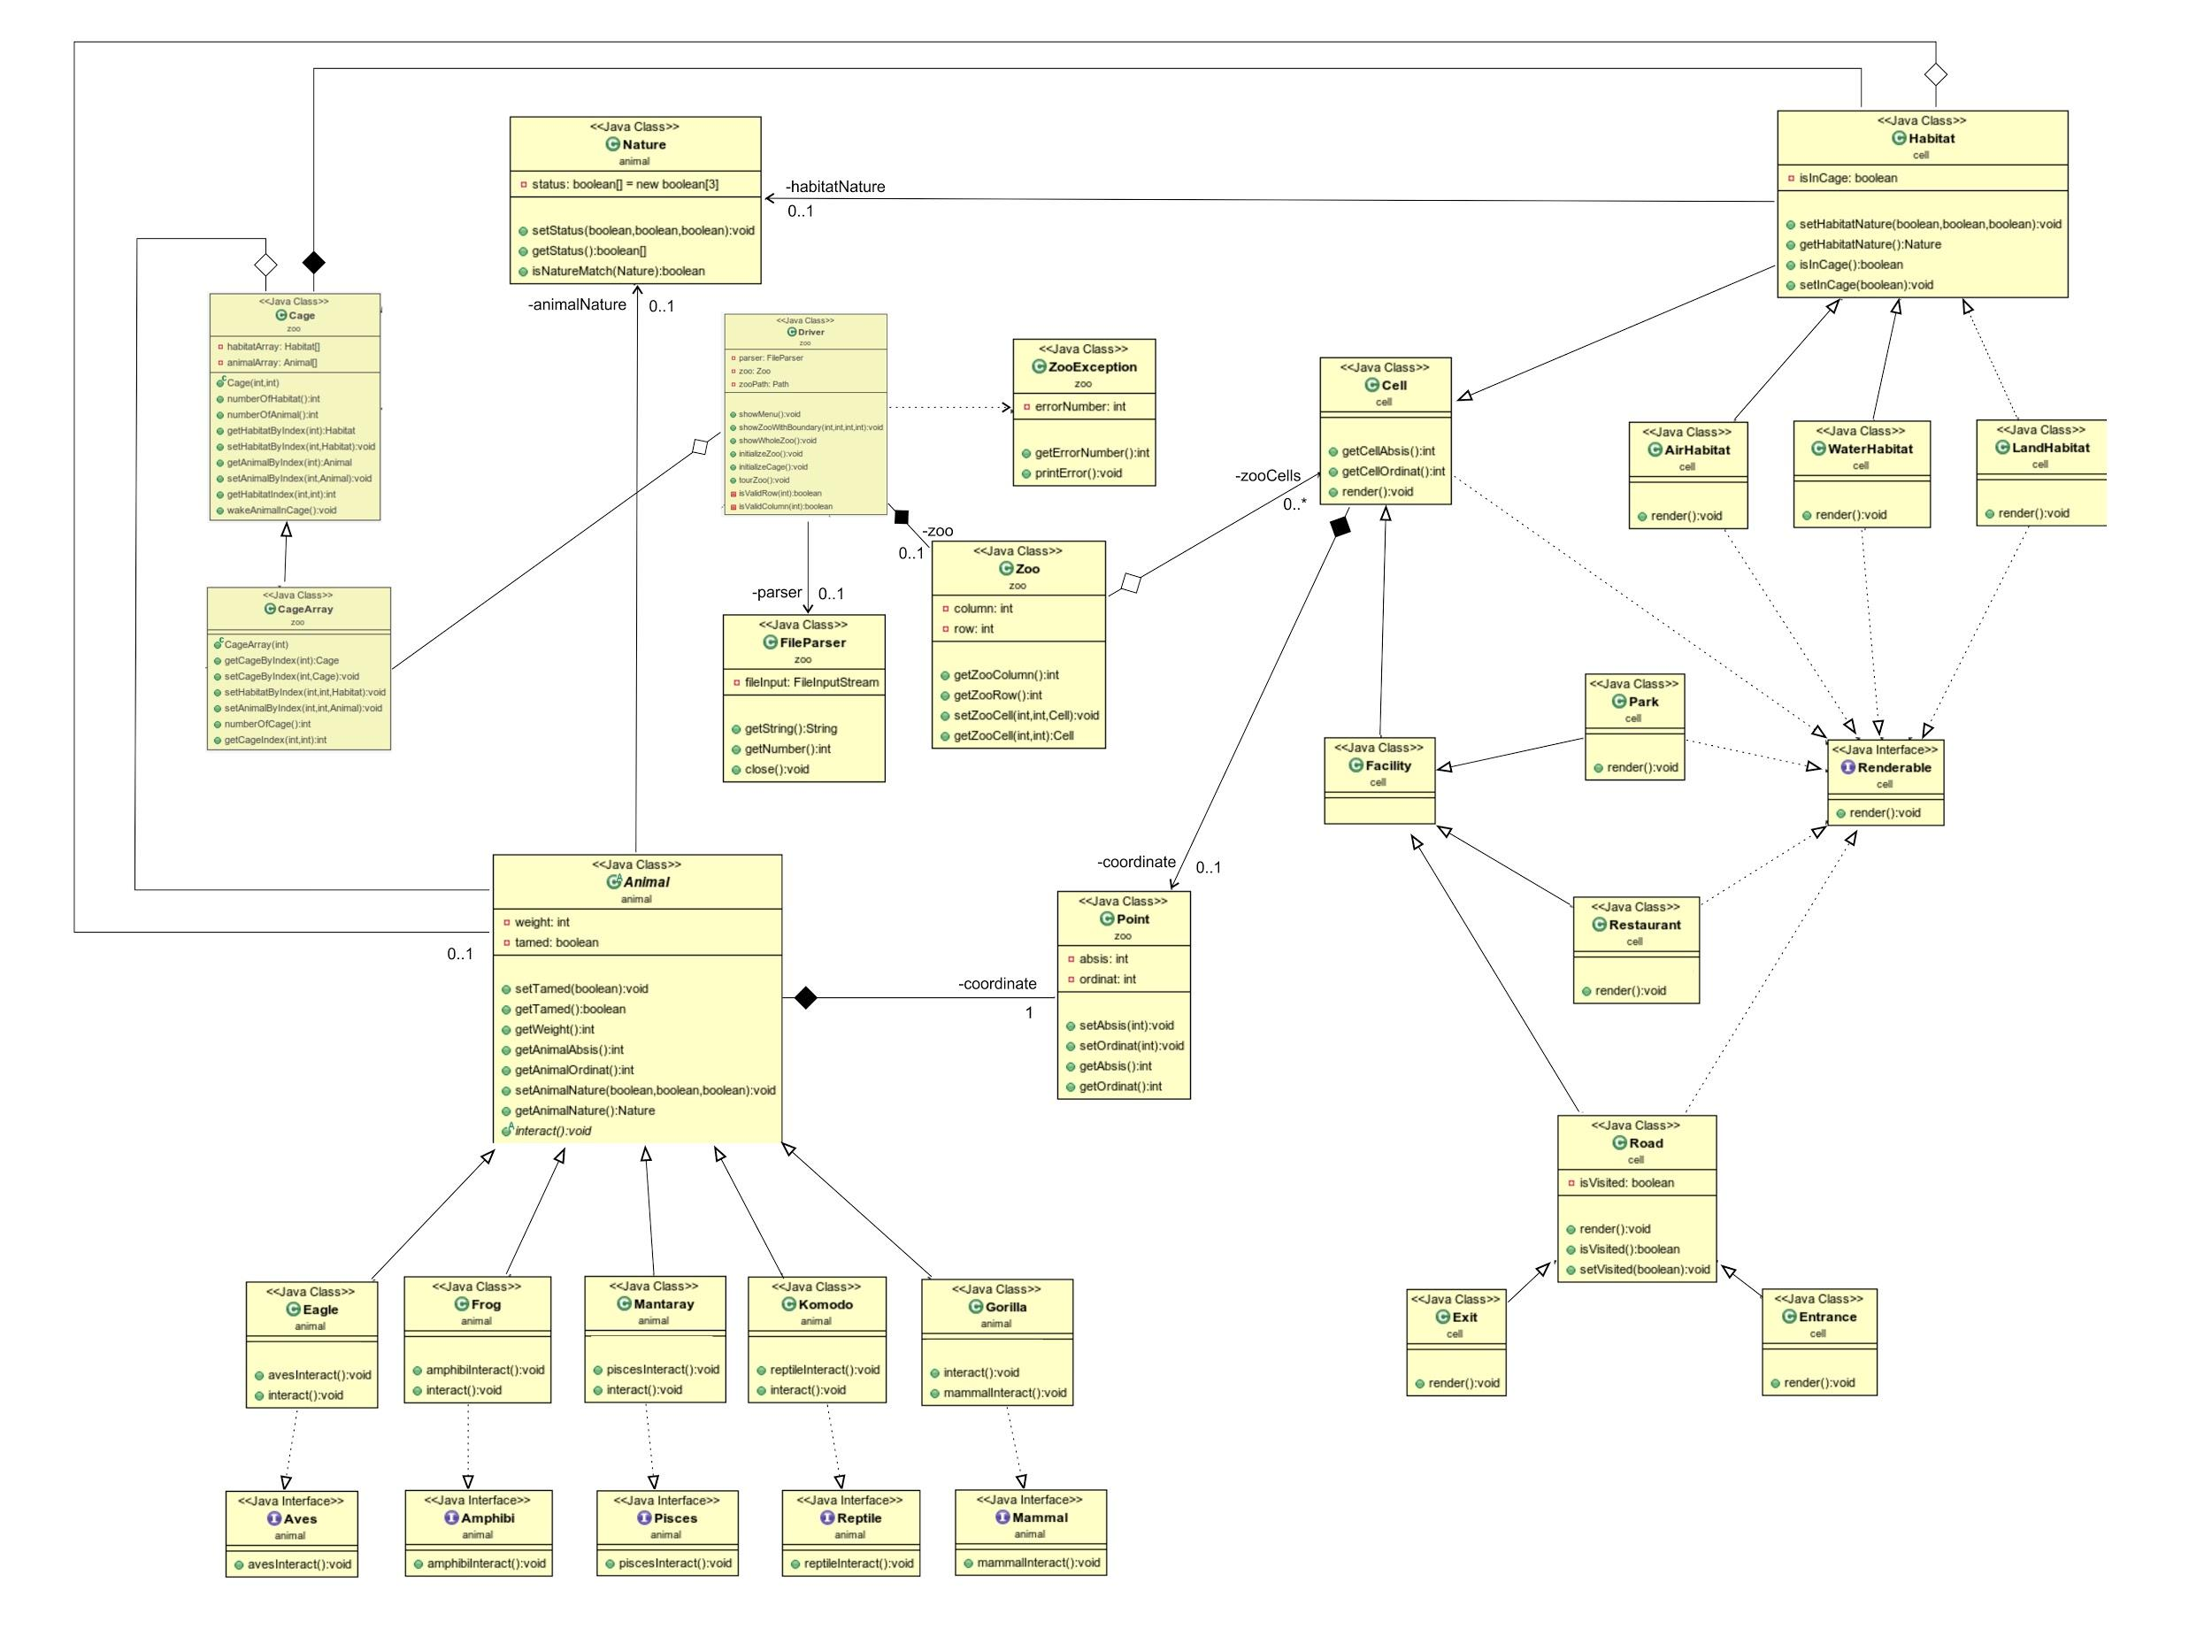 <<Java Class>>
Nature
animal
status: boolean[] = new boolean[3]
setStatus(boolean,boolean,boolean):void
getStatus():boolean[]
isNatureMatch(Nature):boolean
-habitatNature
0..1
<<Java Class>>
Habitat
cell
isInCage: boolean
setHabitatNature(boolean,boolean,boolean):void
getHabitatNature():Nature
isInCage():boolean
setInCage(boolean):void
-animalNature
0..1
<<Java Class>>
Cage
zoo
habitatArray: Habitat[]
animalArray: Animal[]
Cage(int,int)
numberOfHabitat():int
numberOfAnimal():int
getHabitatByIndex(int):Habitat
setHabitatByIndex(int,Habitat):void
getAnimalByIndex(int):Animal
setAnimalByIndex(int,Animal):void
getHabitatIndex(int,int):int
wakeAnimalInCage():void
<<Java Class>>
Driver
zoo
parser: FileParser
zoo: Zoo
zooPath: Path
showMenu():void
showZooWithBoundary(int,int,int,int):void
showWholeZoo():void
initializeZoo():void
initializeCage():void
tourZoo():void
isValidRow(int):boolean
isValidColumn(int):boolean
<<Java Class>>
ZooException
zoo
errorNumber: int
getErrorNumber():int
printError():void
<<Java Class>>
Cell
cell
getCellAbsis():int
getCellOrdinat():int
render():void
<<Java Class>>
AirHabitat
cell
render():void
<<Java Class>>
WaterHabitat
cell
render():void
<<Java Class>>
LandHabitat
cell
render():void
-zooCells
0..*
-zoo
0..1
<<Java Class>>
CageArray
zoo
CageArray(int)
getCageByIndex(int):Cage
setCageByIndex(int,Cage):void
setHabitatByIndex(int,int,Habitat):void
setAnimalByIndex(int,int,Animal):void
numberOfCage():int
getCageIndex(int,int):int
-parser
0..1
<<Java Class>>
FileParser
zoo
fileInput: FileInputStream
getString():String
getNumber():int
close():void
<<Java Class>>
Zoo
zoo
column: int
row: int
getZooColumn():int
getZooRow():int
setZooCell(int,int,Cell):void
getZooCell(int,int):Cell
<<Java Class>>
Park
cell
render():void
<<Java Class>>
Facility
cell
<<Java Interface>>
Renderable
cell
render():void
<<Java Class>>
Animal
animal
weight: int
tamed: boolean
setTamed(boolean):void
getTamed():boolean
getWeight():int
getAnimalAbsis():int
getAnimalOrdinat():int
setAnimalNature(boolean,boolean,boolean):void
getAnimalNature():Nature
interact():void
0..1
-coordinate
0..1
-coordinate
1
<<Java Class>>
Point
zoo
absis: int
ordinat: int
setAbsis(int):void
setOrdinat(int):void
getAbsis():int
getOrdinat():int
<<Java Class>>
Restaurant
cell
render():void
<<Java Class>>
Road
cell
isVisited: boolean
render():void
isVisited():boolean
setVisited(boolean):void
<<Java Class>>
Eagle
animal
avesInteract():void
interact():void
<<Java Class>>
Frog
animal
amphibiInteract():void
interact():void
<<Java Class>>
Mantaray
animal
piscesInteract():void
interact():void
<<Java Class>>
Komodo
animal
reptileInteract():void
interact():void
<<Java Class>>
Gorilla
animal
interact():void
mammalInteract():void
<<Java Class>>
Exit
cell
render():void
<<Java Class>>
Entrance
cell
render():void
<<Java Interface>>
Aves
animal
avesInteract():void
<<Java Interface>>
Amphibi
animal
amphibiInteract():void
<<Java Interface>>
Pisces
animal
piscesInteract():void
<<Java Interface>>
Reptile
animal
reptileInteract():void
<<Java Interface>>
Mammal
animal
mammalInteract():void